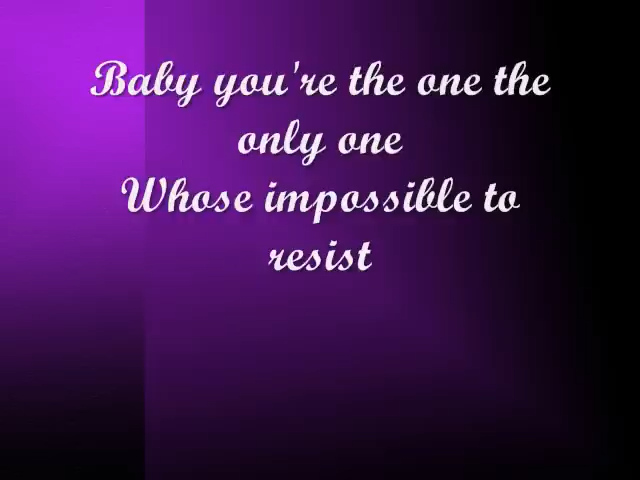 Baby you're the one the
only one
Whose impossible to
resist